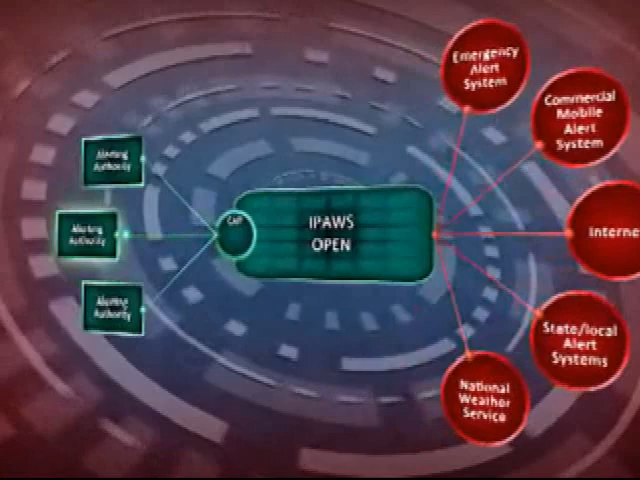 Emergency
Alert
System
Commercial
Mobile
Alert
System
Alerting
Authority
Alerting
Authority
Alerting
Authority
CAP
IPAWS
OPEN
Internet
State/local
Alert
Systems
National
Weather
Service